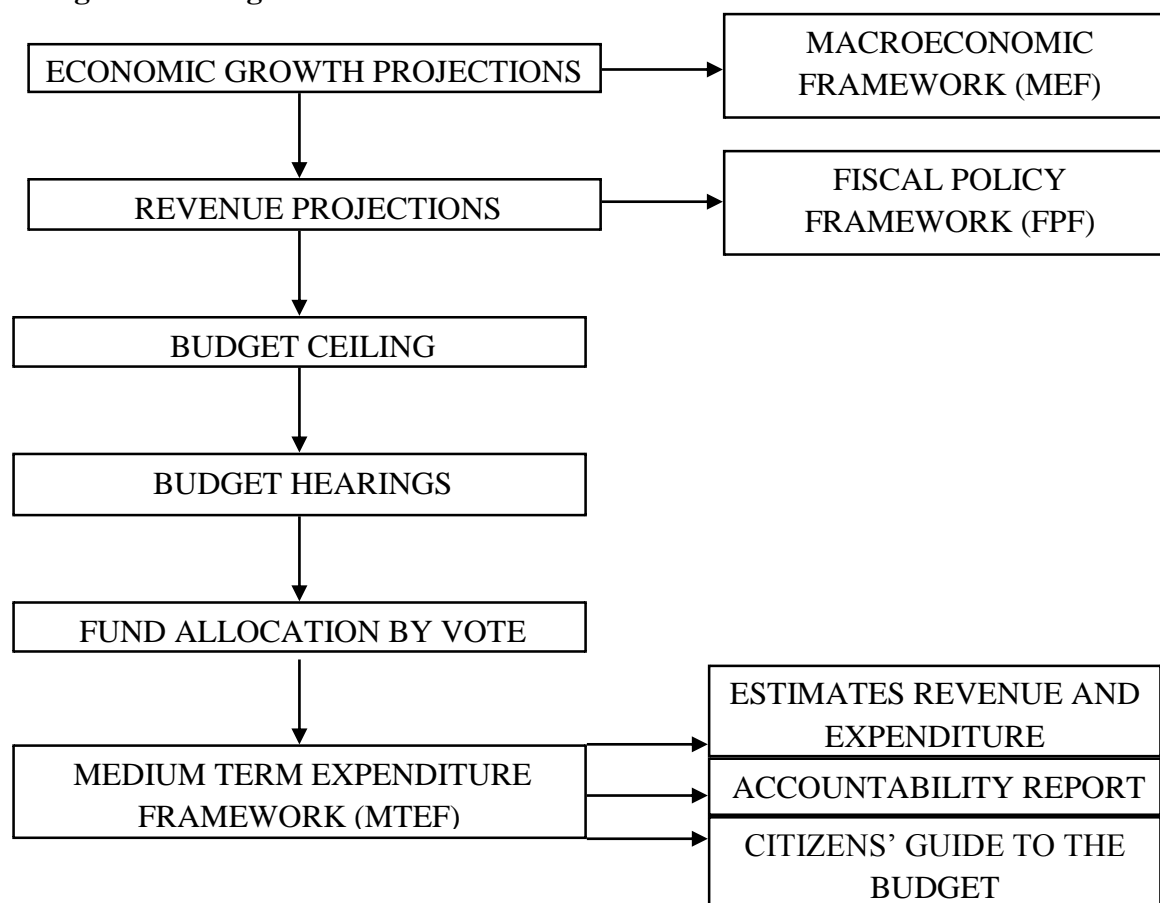 ECONOMIC GROWTH PROJECTIONS
MACROECONOMIC
FRAMEWORK (MEF)
REVENUE PROJECTIONS
FISCAL POLICY
FRAMEWORK (FPF)
BUDGET CEILING
BUDGET HEARINGS
FUND ALLOCATION BY VOTE
MEDIUM TERM EXPENDITURE
FRAMEWORK (MTEF)
ESTIMATES REVENUE AND
EXPENDITURE
ACCOUNTABILITY REPORT
CITIZENS’ GUIDE TO THE
BUDGET